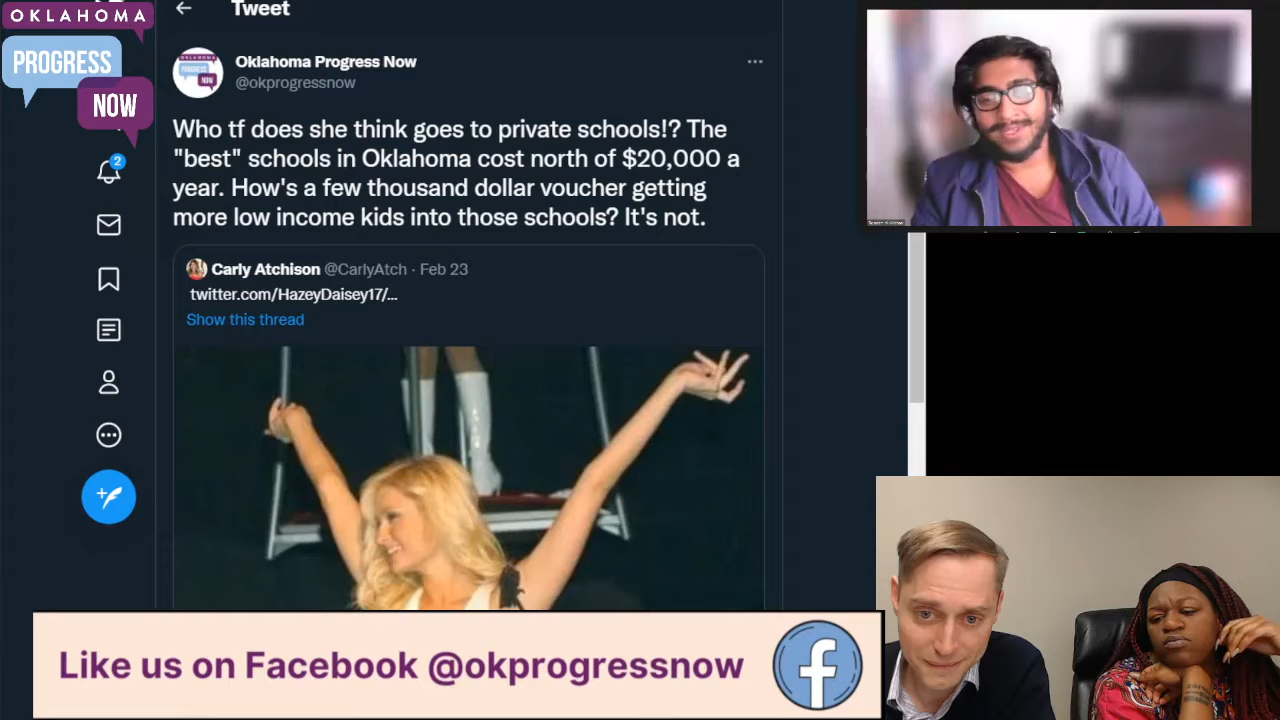 OKLAHOMA
PROGRESS
NOW
Tweet
Oklahoma Progress Now
@okprogressnow
Who tf does she think goes to private schools!? The
"best" schools in Oklahoma cost north of $20,000 a
year. How's a few thousand dollar voucher getting
more low income kids into those schools? It's not.
2
Carly Atchison @CarlyAtch · Feb 23
twitter.com/HazeyDaisey17/...
Show this thread
Like us on Facebook @okprogressnow